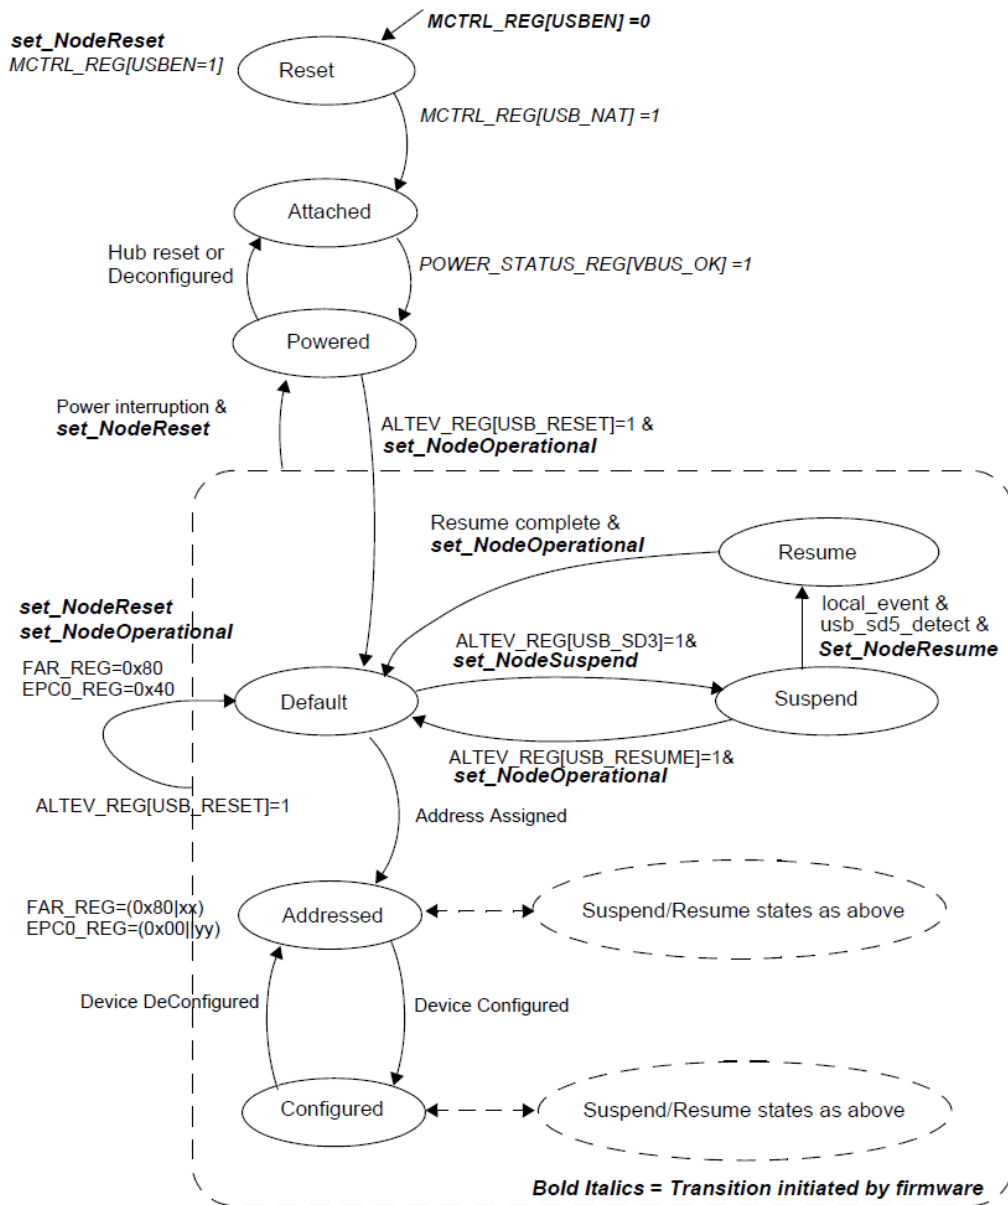 MCTRL_REG[USBEN] =0
set_NodeReset
MCTRL_REG[USBEN=1]
Reset
MCTRL_REG[USB_NAT] =1
Attached
Hub reset or
Deconfigured
POWER_STATUS_REG[VBUS_OK] =1
Powered
Power interruption &
set_NodeReset
ALTEV_REG[USB_RESET]=1 &
set_NodeOperational
Resume complete &
set_NodeOperational
Resume
local_event &
usb_sd5_detect &
Set_NodeResume
set_NodeReset
set_NodeOperational
FAR_REG=0x80
EPC0_REG=0x40
ALTEV_REG[USB_SD3]=1&
set_NodeSuspend
Default
Suspend
ALTEV_REG[USB_RESUME]=1&
set_NodeOperational
ALTEV_REG[USB_RESET]=1
Address Assigned
FAR_REG=(0x80|xx)
EPC0_REG=(0x00||yy)
Addressed
Suspend/Resume states as above
Device DeConfigured
Device Configured
Configured
Suspend/Resume states as above
Bold Italics = Transition initiated by firmware